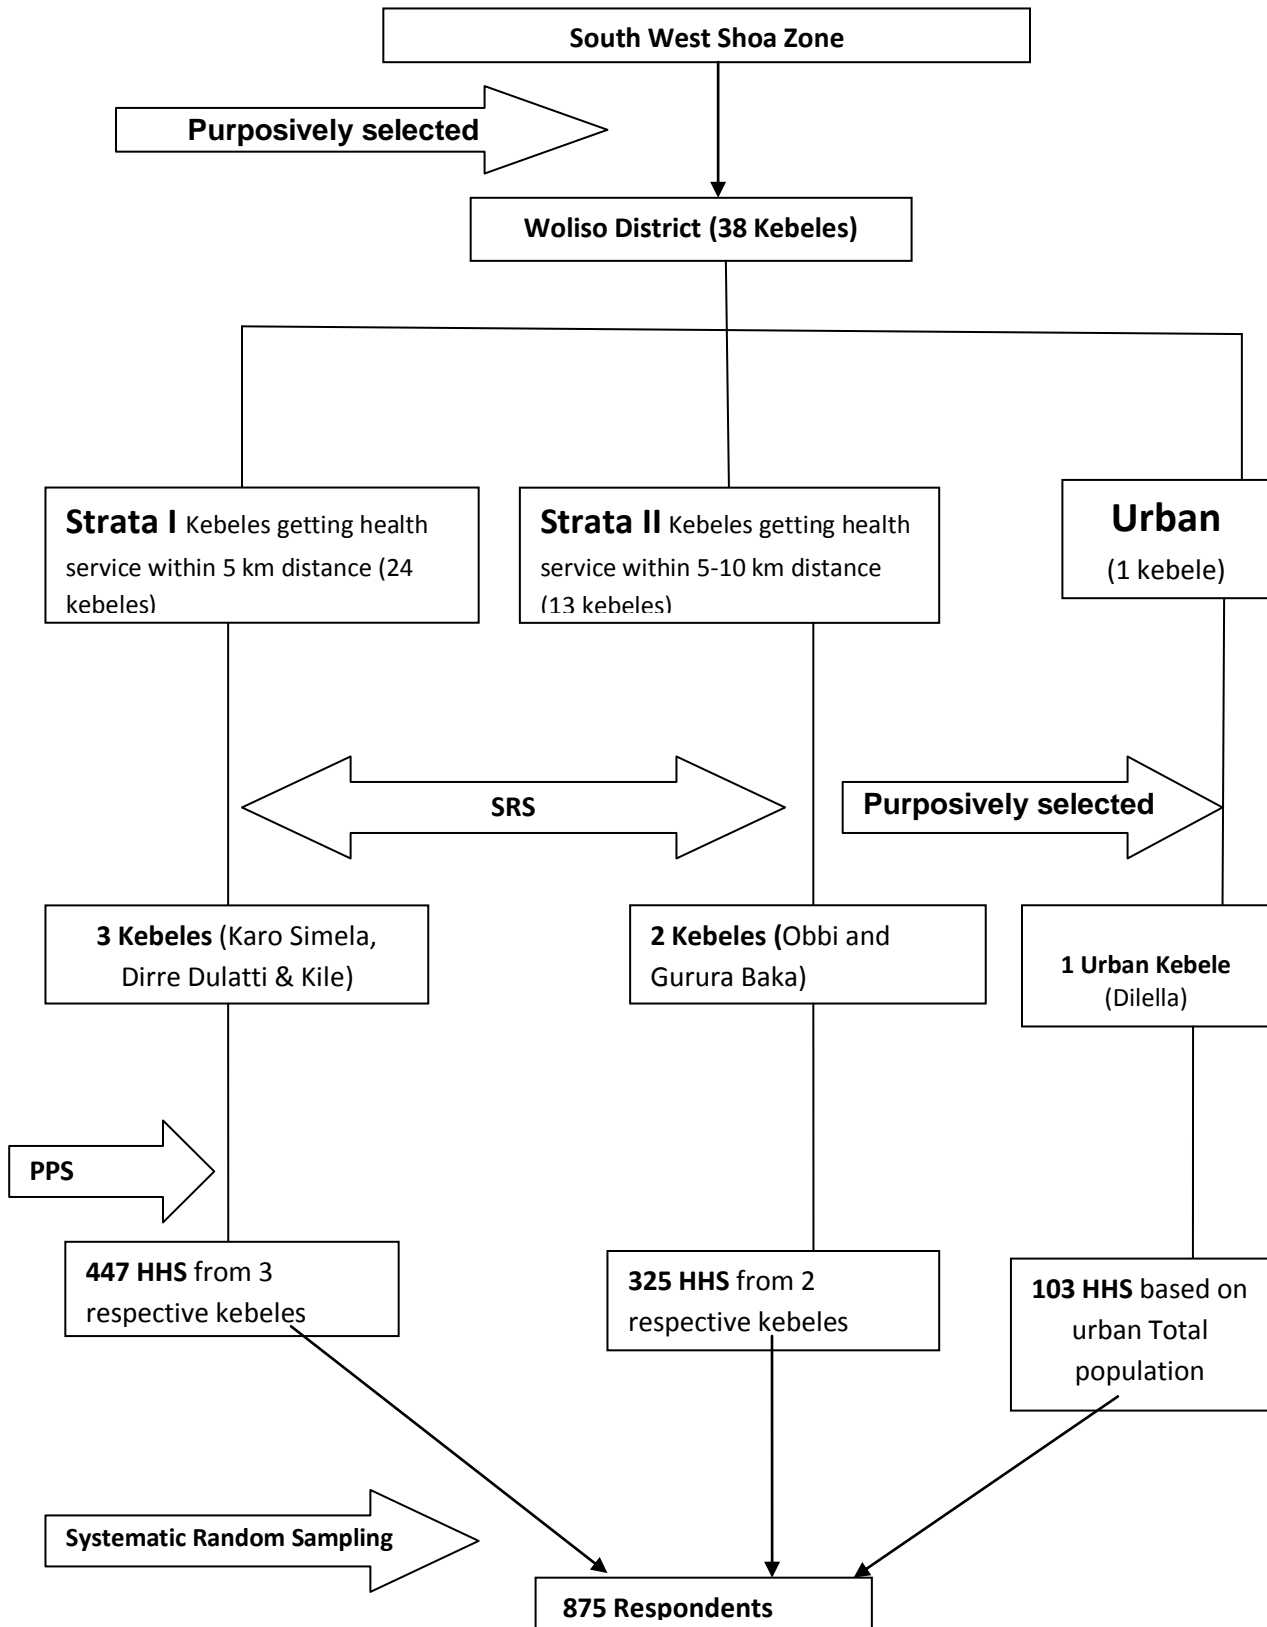 South West Shoa Zone
Purposively selected
Woliso District (38 Kebeles)
Strata I Kebeles getting health
service within 5 km distance (24
kebeles)
Strata II Kebeles getting health
service within 5-10 km distance
(13 kebeles)
Urban
(1 kebele)
SRS
Purposively selected
3 Kebeles (Karo Simela,
Dirre Dulatti & Kile)
2 Kebeles (Obbi and
Gurura Baka)
1 Urban Kebele
(Dilella)
PPS
447 HHS from 3
respective kebeles
325 HHS from 2
respective kebeles
103 HHS based on
urban Total
population
Systematic Random Sampling
875 Respondents